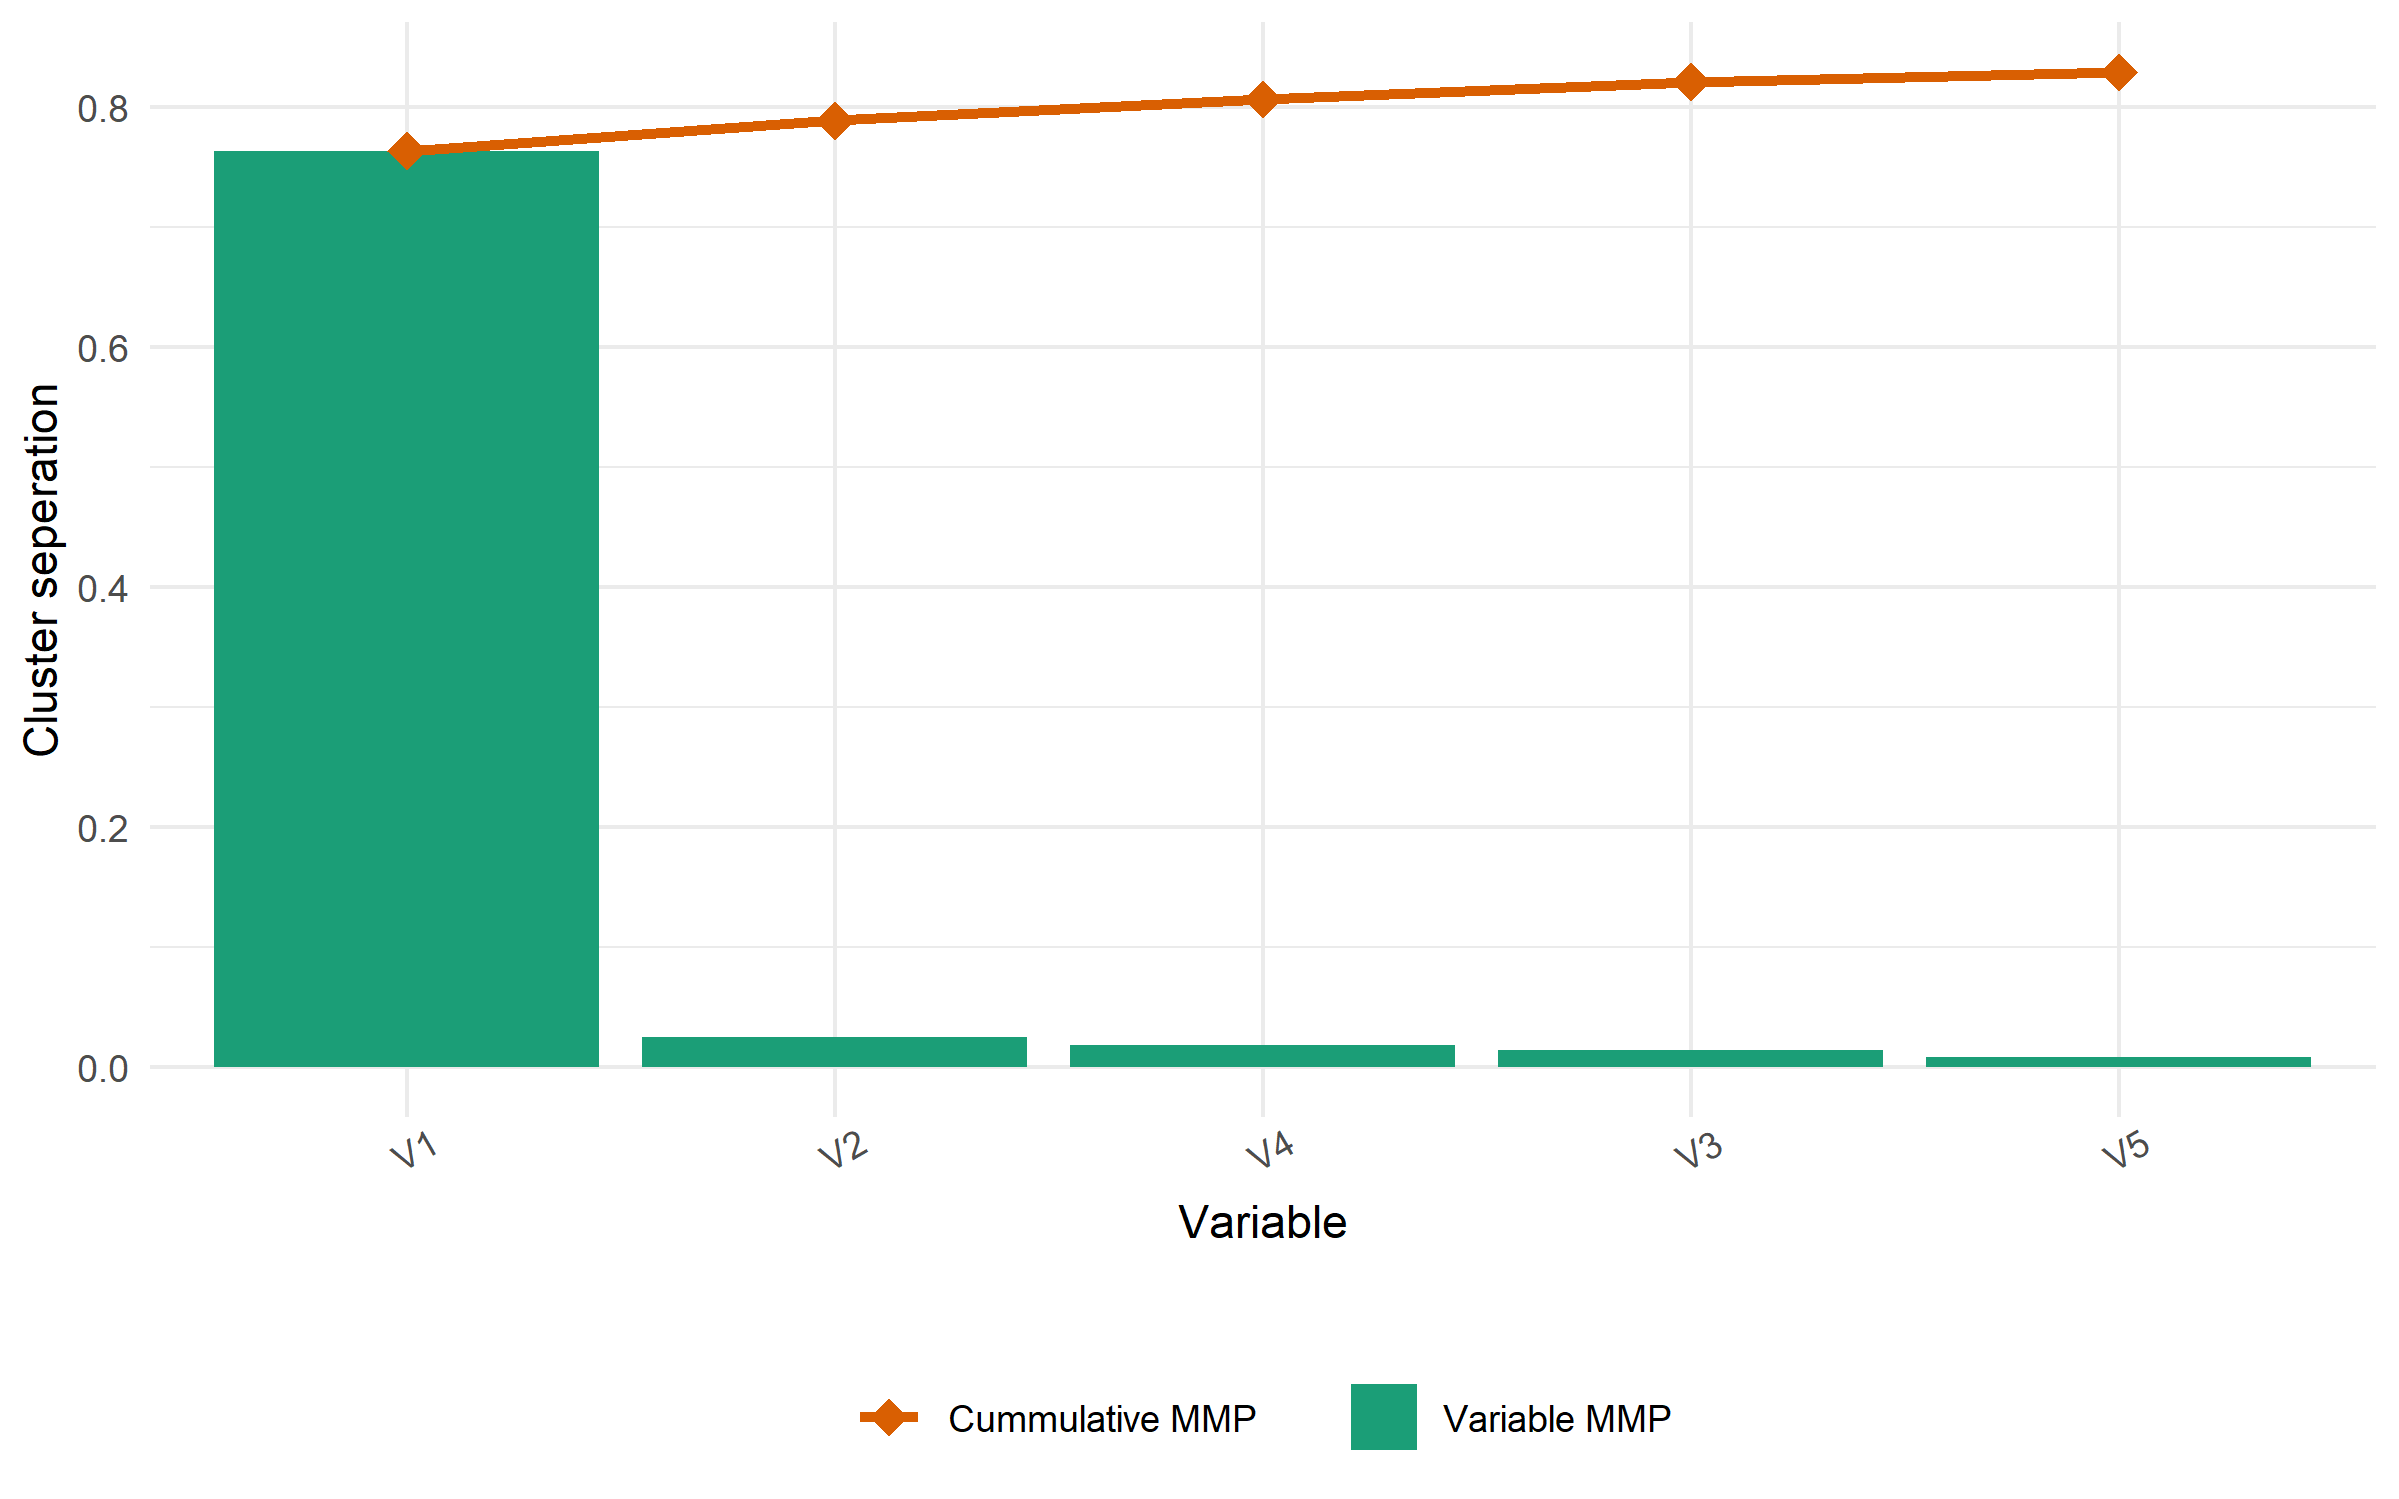 Cluster seperation
0.8
0.6
0.4
0.2
0.0
V1 V2 V4 V3 V5
Variable
Cummulative MMP Variable MMP